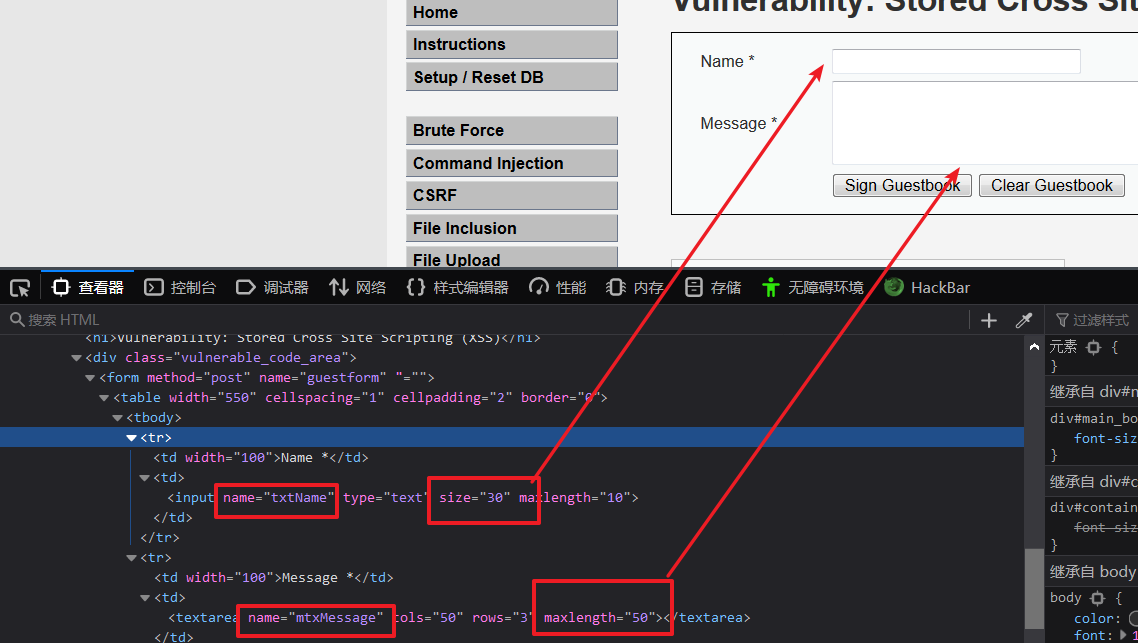 Home
Instructions
Setup / Reset DB
Brute Force
Command Injection
CSRF
File Inclusion
File Upload
Vulnerability: Stored Cross Sit
Name *
Message *
Sign Guestbook
Clear Guestbook
查看器 控制台 调试器 网络 样式编辑器 性能 内存 存储 无障碍环境 HackBar
搜索 HTML
过滤样式
<h1>Vulnerability: Stored Cross Site Scripting (XSS)</h1>
<div class="vulnerable_code_area">
<form method="post" name="guestform" "="">
<table width="550" cellspacing="1" cellpadding="2" border="0">
<tbody>
<tr>
<td width="100">Name *</td>
<td>
<input name="txtName" type="text" size="30" maxlength="10">
</td>
</tr>
<tr>
<td width="100">Message *</td>
<td>
<textarea name="mtxMessage" cols="50" rows="3" maxlength="50"></textarea>
</td>
元素 {
}
继承自 div#m
div#main_bo
font-siz
}
继承自 div#c
div#contain
font-siz
}
继承自 body
body {
color:
font: